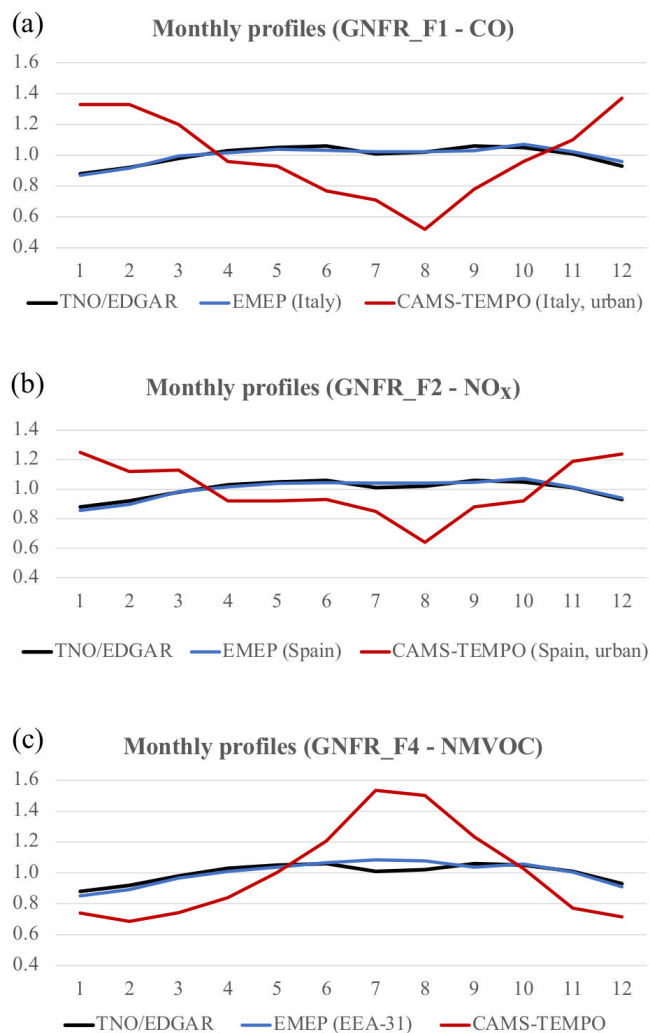 (a)
Monthly profiles (GNFR_F1 - CO)
1.6
1.4
1.2
1.0
0.8
0.6
0.4
1 2 3 4 5 6 7 8 9 10 11 12
TNO/EDGAR EMEP (Italy) CAMS-TEMPO (Italy, urban)
(b)
Monthly profiles (GNFR_F2 - NOx)
1.4
1.2
1.0
0.8
0.6
0.4
1 2 3 4 5 6 7 8 9 10 11 12
TNO/EDGAR EMEP (Spain) CAMS-TEMPO (Spain, urban)
(c)
Monthly profiles (GNFR_F4 - NMVOC)
1.6
1.4
1.2
1.0
0.8
0.6
0.4
1 2 3 4 5 6 7 8 9 10 11 12
TNO/EDGAR EMEP (EEA-31) CAMS-TEMPO